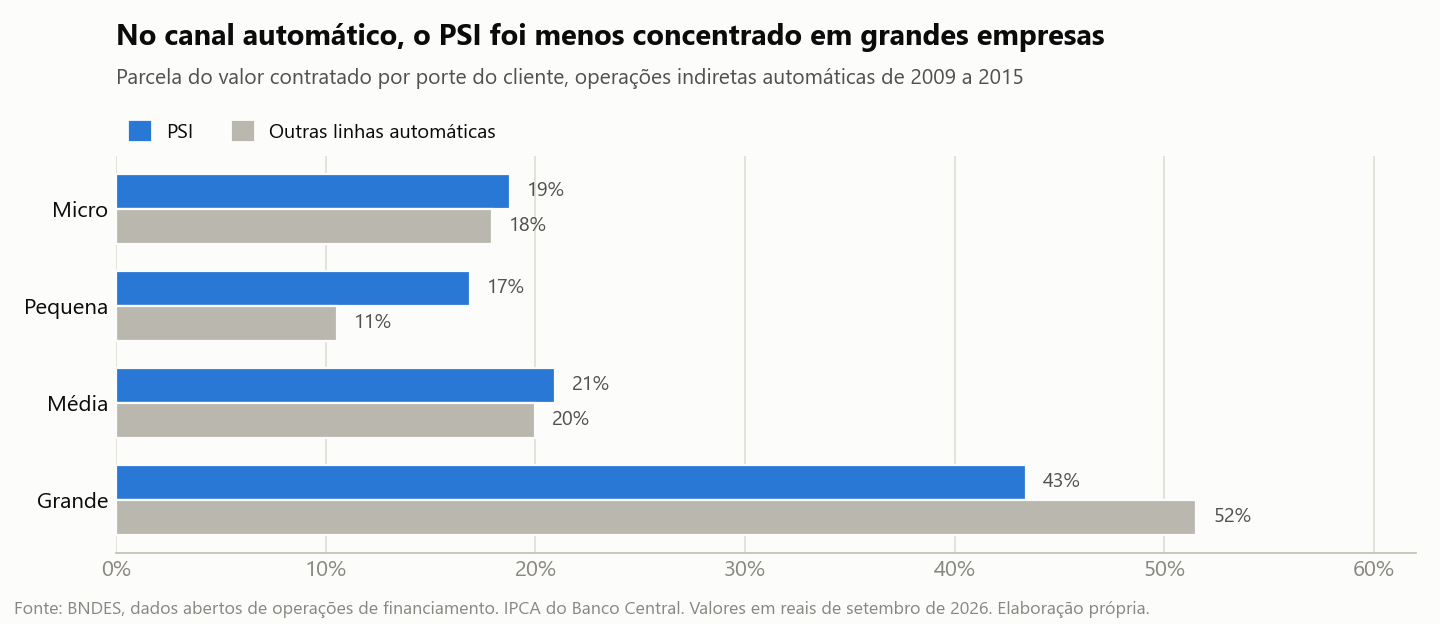 No canal automático, o PSI foi menos concentrado em grandes empresas
Parcela do valor contratado por porte do cliente, operações indiretas automáticas de 2009 a 2015
PSI Outras linhas automáticas
Micro 19%
18%
Pequena 17%
11%
Média 21%
20%
Grande 43%
52%
0% 10% 20% 30% 40% 50% 60%
Fonte: BNDES, dados abertos de operações de financiamento. IPCA do Banco Central. Valores em reais de setembro de 2026. Elaboração própria.